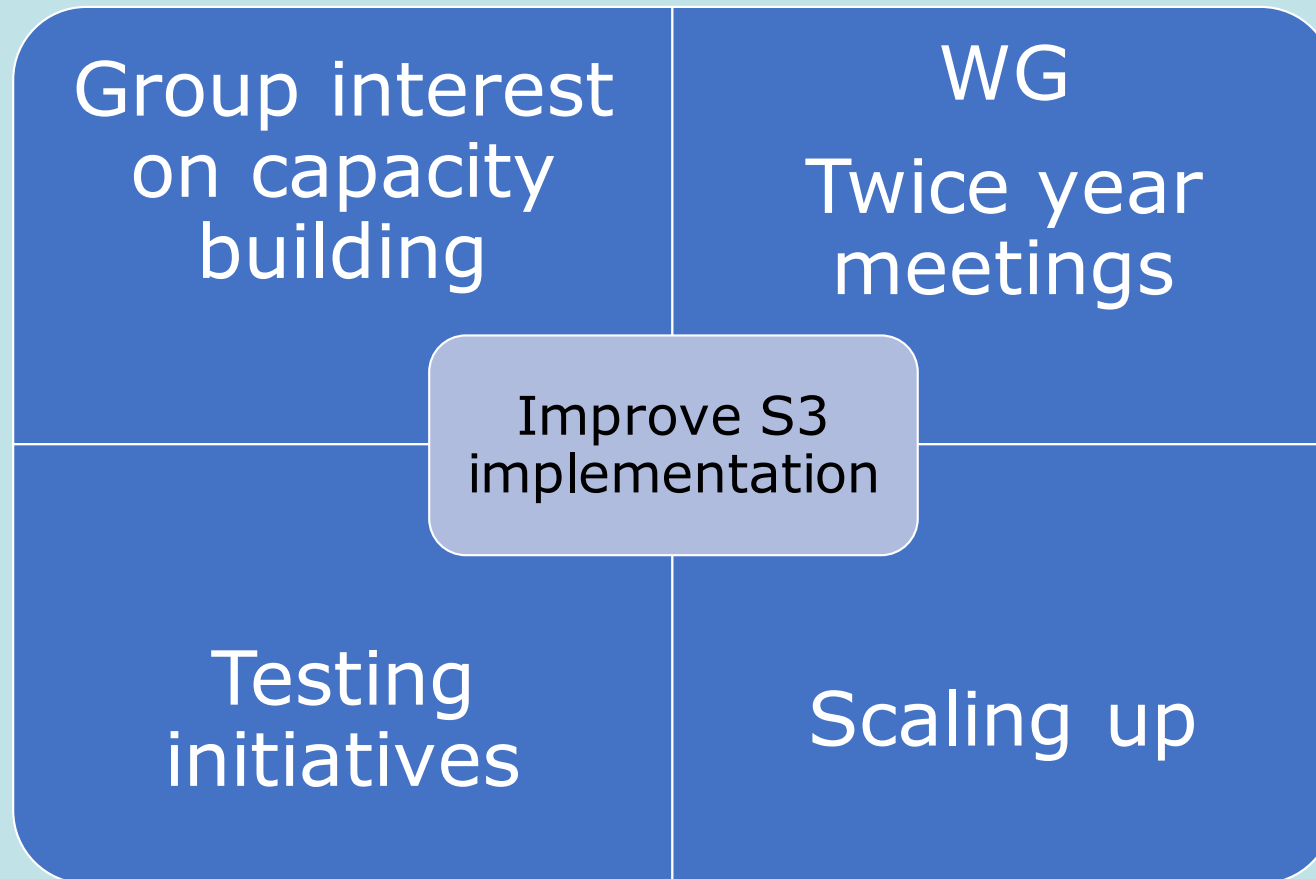 Group interest
on capacity
building
WG
Twice year
meetings
Improve S3
implementation
Testing
initiatives
Scaling up